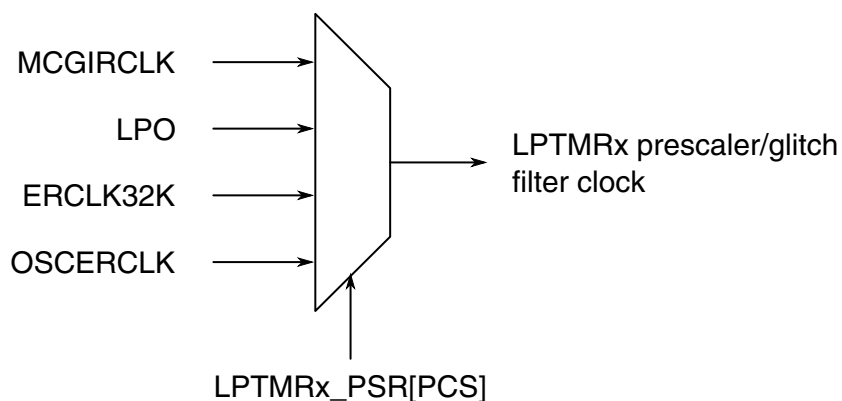 MCGIRCLK
LPO
ERCLK32K
OSCERCLK
LPTMRx prescaler/glitch
filter clock
LPTMRx_PSR[PCS]